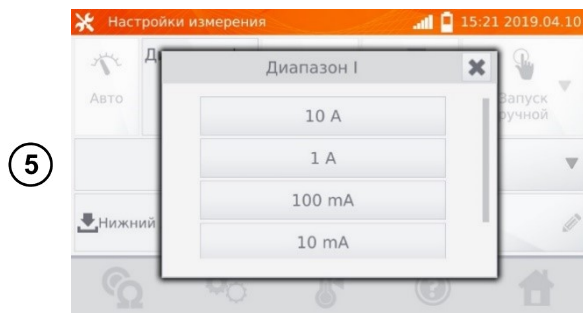 Настройки измерения 15:21 2019.04.10
Диапазон I
Авто
Запуск
ручной
10 A
1 A
5
100 mA
Нижний
10 mA